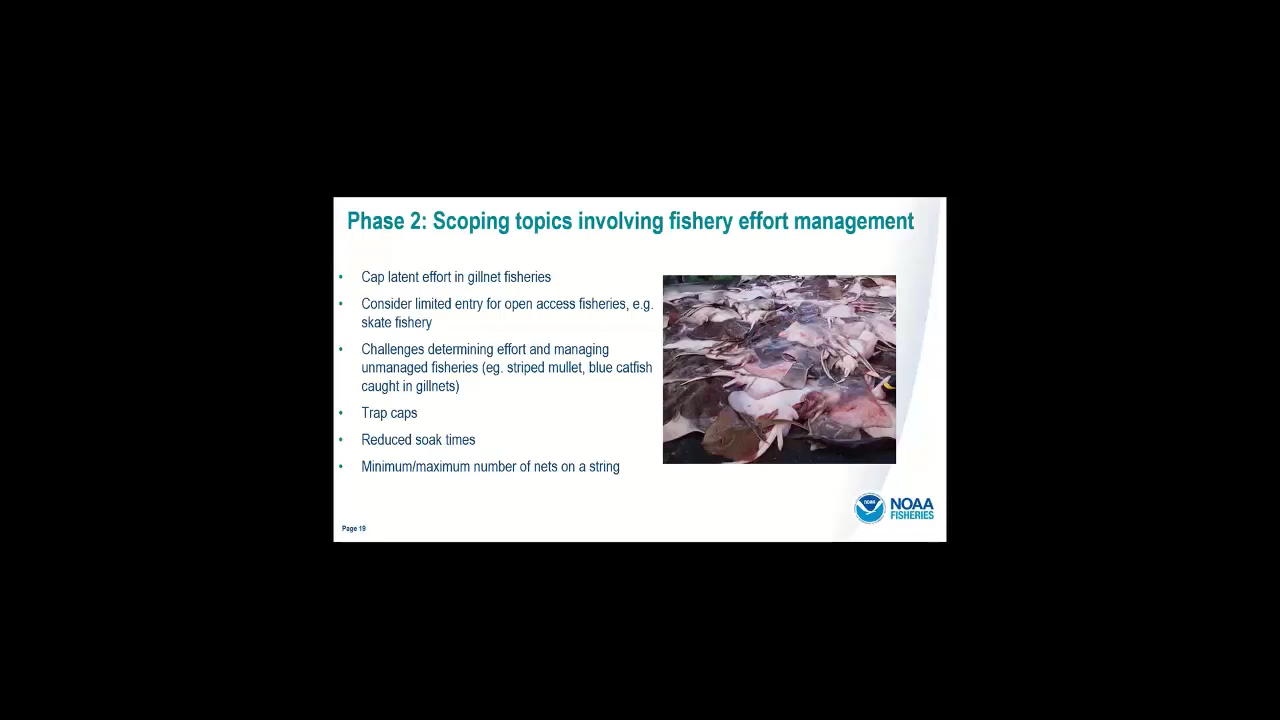 Phase 2: Scoping topics involving fishery effort management
• Cap latent effort in gillnet fisheries
• Consider limited entry for open access fisheries, e.g.
skate fishery
• Challenges determining effort and managing
unmanaged fisheries (eg. striped mullet, blue catfish
caught in gillnets)
• Trap caps
• Reduced soak times
• Minimum/maximum number of nets on a string
noaa
NOAA
FISHERIES
Page 19